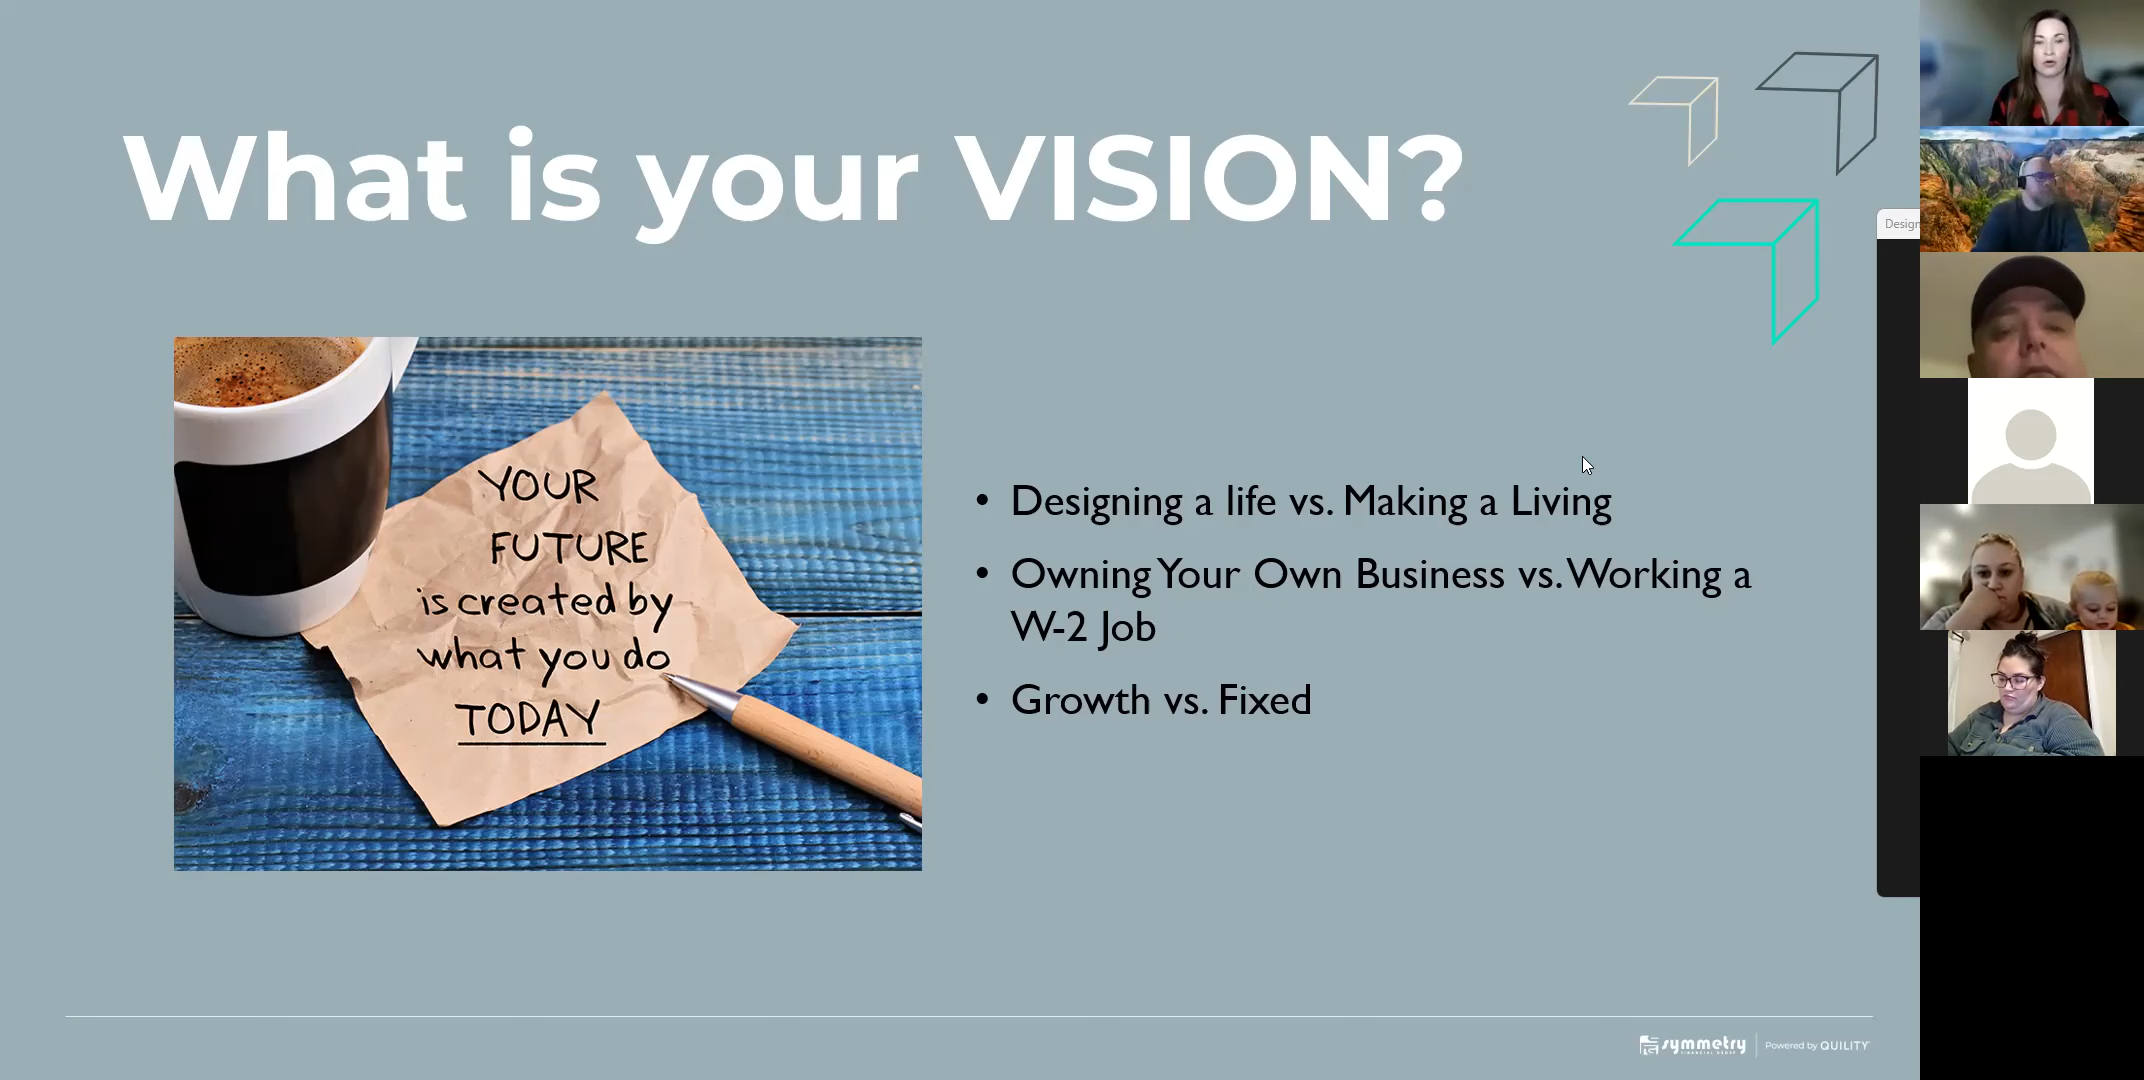 What is your VISION?
Design
YOUR
FUTURE
is created by
what you do
TODAY
• Designing a life vs. Making a Living
• Owning Your Own Business vs. Working a
W-2 Job
• Growth vs. Fixed
symmetry
FINANCIAL GROUP
Powered by QUILITY